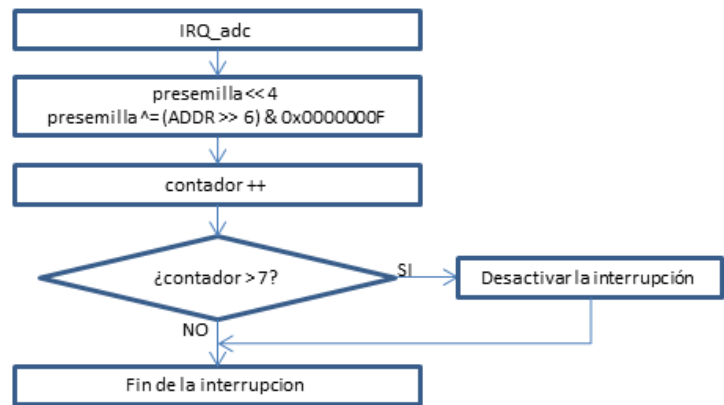 IRQ_adc
presemilla << 4
presemilla ^= (ADDR >> 6) & 0x0000000F
contador ++
¿contador > 7?
SI
Desactivar la interrupción
NO
Fin de la interrupcion